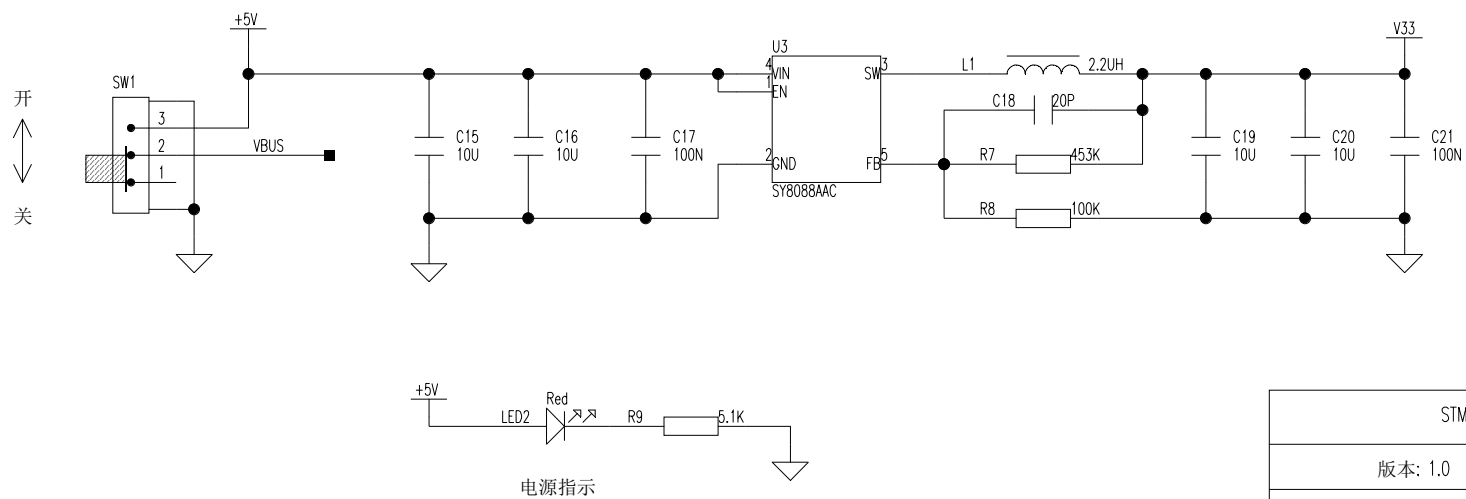 +5V
V33
U3
4
VIN
SW
3
L1
2.2UH
1
EN
SW1
开
C18
20P
3
2
VBUS
C15
10U
C16
10U
C17
100N
2
GND
FB
5
R7
453K
C19
10U
C20
10U
C21
100N
1
SY8088AAC
关
R8
100K
+5V
LED2
Red
R9
5.1K
电源指示
STM
版本: 1.0